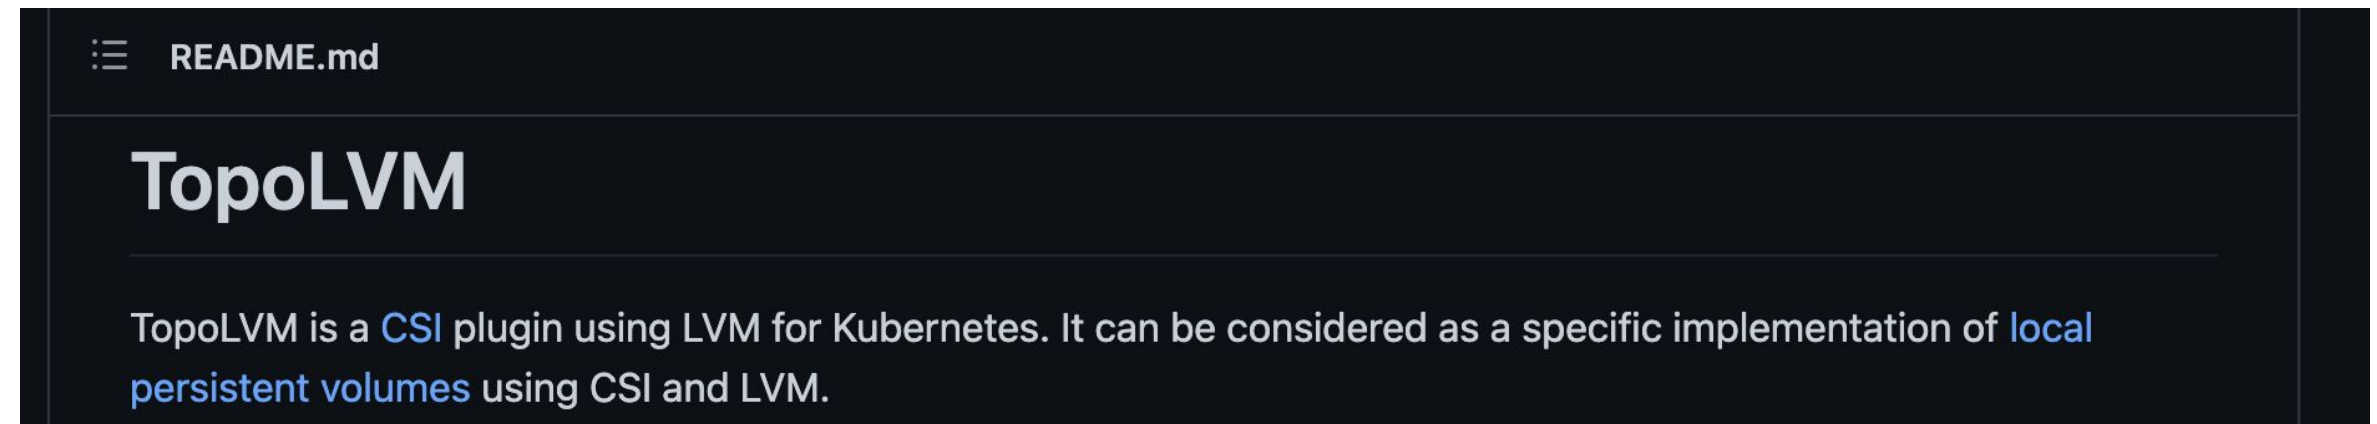 README.md
TopoLVM
TopoLVM is a CSI plugin using LVM for Kubernetes. It can be considered as a specific implementation of local
persistent volumes using CSI and LVM.